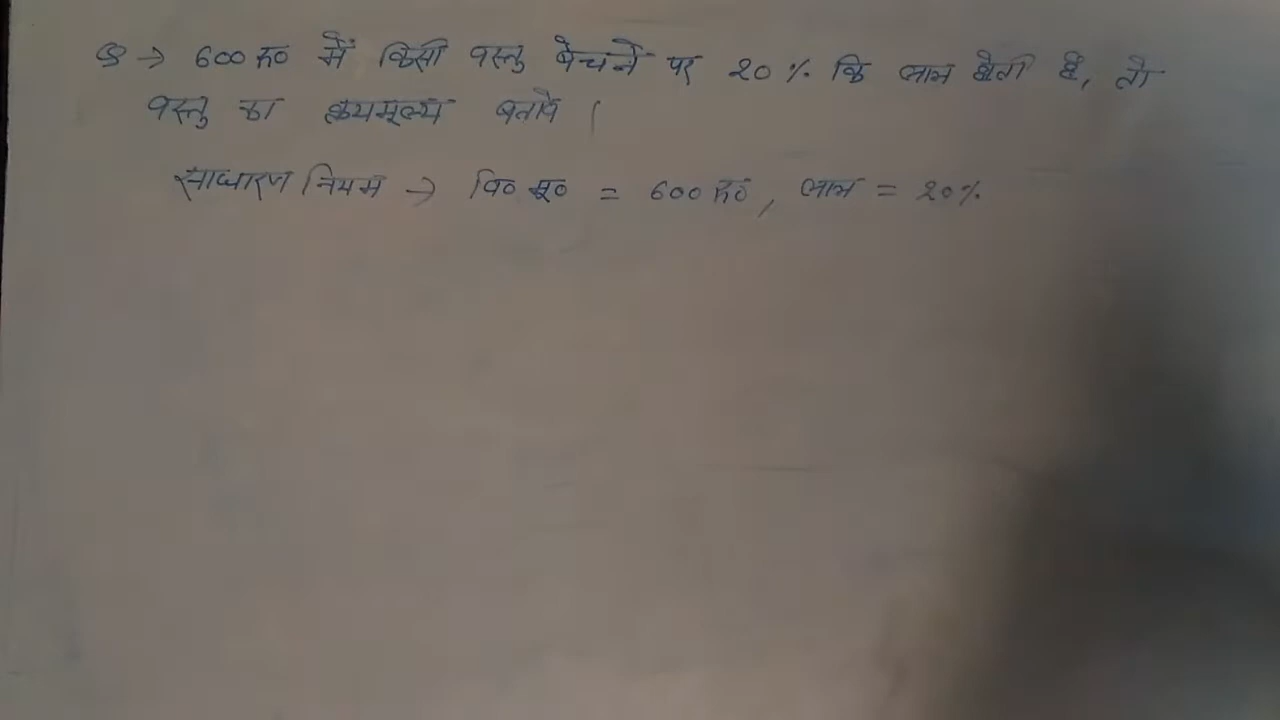 Q → 600 रु० में किसी वस्तु बेचने पर 20 % कि लाभ होती है, तो
वस्तु का क्रयमूल्य बतावें ।
साधारण नियम → वि० मू० = 600 रु०, लाभ = 20%